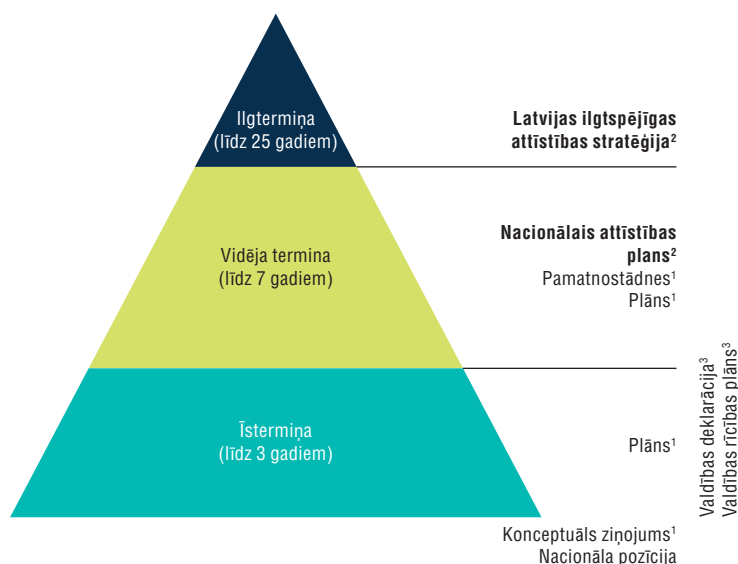 Ilgtermiņa
(līdz 25 gadiem)
Latvijas ilgtspējīgas
attīstības stratēģija²
Vidēja termina
(līdz 7 gadiem)
Nacionālais attīstības
plans²
Pamatnostādnes¹
Plāns¹
Īstermiņa
(līdz 3 gadiem)
Plāns¹
Valdības deklarācija³
Valdības rīcības plāns³
Konceptuāls ziņojums¹
Nacionāla pozīcija